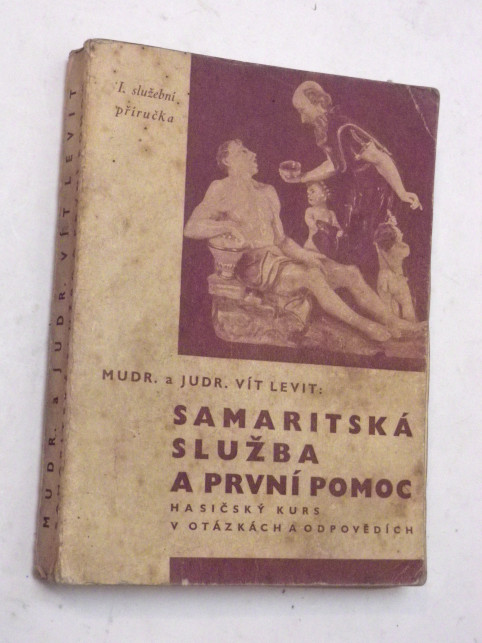 I. služební
příručka
MUDR. a JUDR. VÍT LEVIT:
SAMARITSKÁ
SLUŽBA
A PRVNÍ POMOC
HASIČSKÝ KURS
V OTÁZKÁCH A ODPOVĚDÍCH
MUDR. a JUDR. VÍT LEVIT